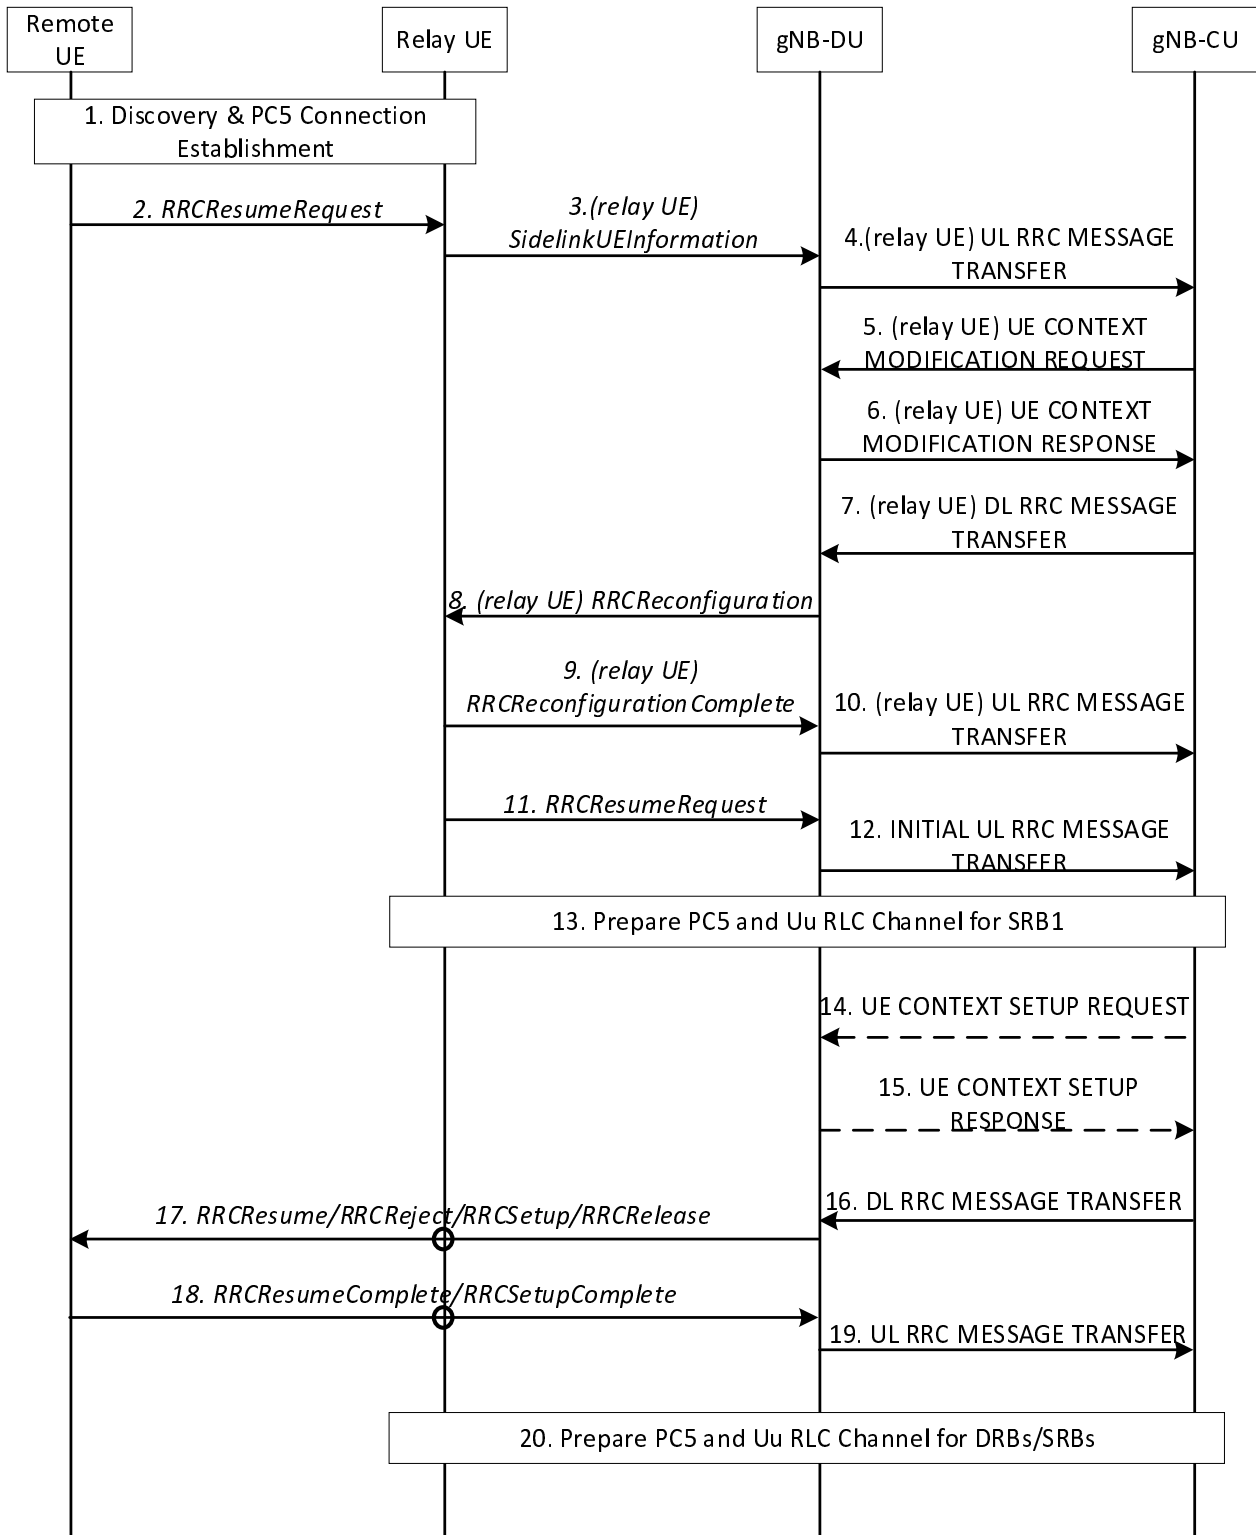 Remote
UE
Relay UE
gNB-DU
gNB-CU
1. Discovery & PC5 Connection
Establishment
2. RRCResumeRequest
3.(relay UE)
SidelinkUEInformation
4.(relay UE) UL RRC MESSAGE
TRANSFER
5. (relay UE) UE CONTEXT
MODIFICATION REQUEST
6. (relay UE) UE CONTEXT
MODIFICATION RESPONSE
7. (relay UE) DL RRC MESSAGE
TRANSFER
8. (relay UE) RRCReconfiguration
9. (relay UE)
RRCReconfigurationComplete
10. (relay UE) UL RRC MESSAGE
TRANSFER
11. RRCResumeRequest
12. INITIAL UL RRC MESSAGE
TRANSFER
13. Prepare PC5 and Uu RLC Channel for SRB1
14. UE CONTEXT SETUP REQUEST
15. UE CONTEXT SETUP
RESPONSE
16. DL RRC MESSAGE TRANSFER
17. RRCResume/RRCReject/RRCSetup/RRCRelease
18. RRCResumeComplete/RRCSetupComplete
19. UL RRC MESSAGE TRANSFER
20. Prepare PC5 and Uu RLC Channel for DRBs/SRBs